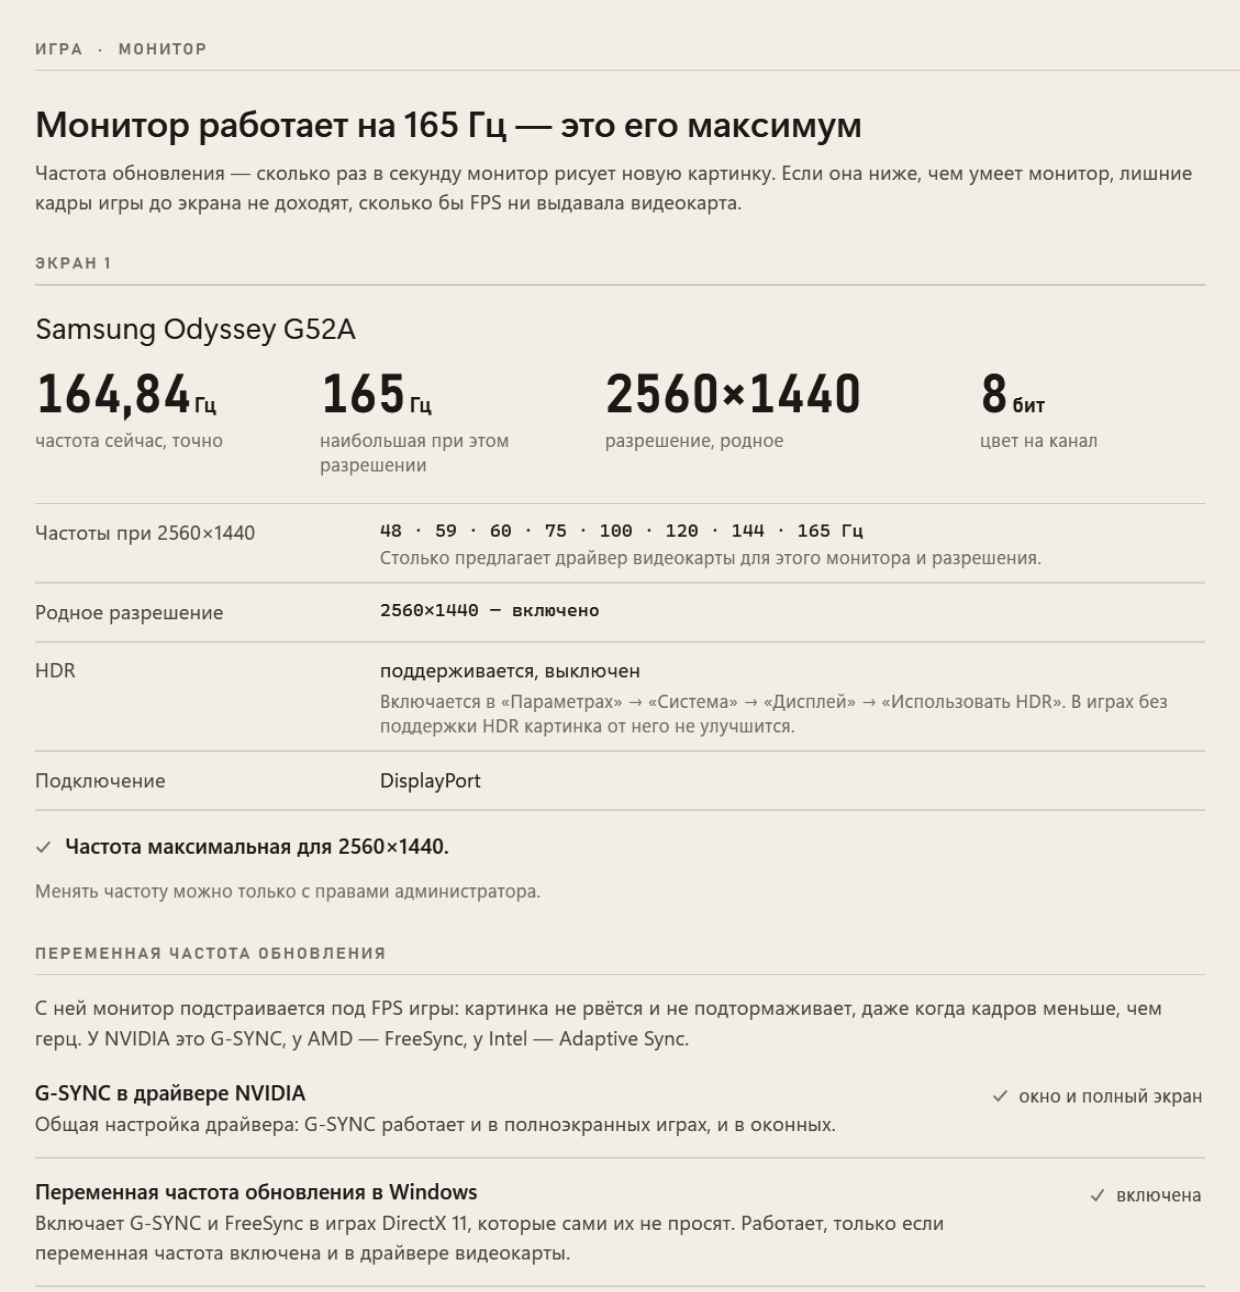 ИГРА · МОНИТОР
Монитор работает на 165 Гц — это его максимум
Частота обновления — сколько раз в секунду монитор рисует новую картинку. Если она ниже, чем умеет монитор, лишние
кадры игры до экрана не доходят, сколько бы FPS ни выдавала видеокарта.
ЭКРАН 1
Samsung Odyssey G52A
164,84 Гц
частота сейчас, точно
165 Гц
наибольшая при этом
разрешении
2560×1440
разрешение, родное
8 бит
цвет на канал
Частоты при 2560×1440
48 · 59 · 60 · 75 · 100 · 120 · 144 · 165 Гц
Столько предлагает драйвер видеокарты для этого монитора и разрешения.
Родное разрешение
2560×1440 — включено
HDR
поддерживается, выключен
Включается в «Параметрах» → «Система» → «Дисплей» → «Использовать HDR». В играх без
поддержки HDR картинка от него не улучшится.
Подключение
DisplayPort
✓ Частота максимальная для 2560×1440.
Менять частоту можно только с правами администратора.
ПЕРЕМЕННАЯ ЧАСТОТА ОБНОВЛЕНИЯ
С ней монитор подстраивается под FPS игры: картинка не рвётся и не подтормаживает, даже когда кадров меньше, чем
герц. У NVIDIA это G-SYNC, у AMD — FreeSync, у Intel — Adaptive Sync.
G-SYNC в драйвере NVIDIA
✓ окно и полный экран
Общая настройка драйвера: G-SYNC работает и в полноэкранных играх, и в оконных.
Переменная частота обновления в Windows
✓ включена
Включает G-SYNC и FreeSync в играх DirectX 11, которые сами их не просят. Работает, только если
переменная частота включена и в драйвере видеокарты.